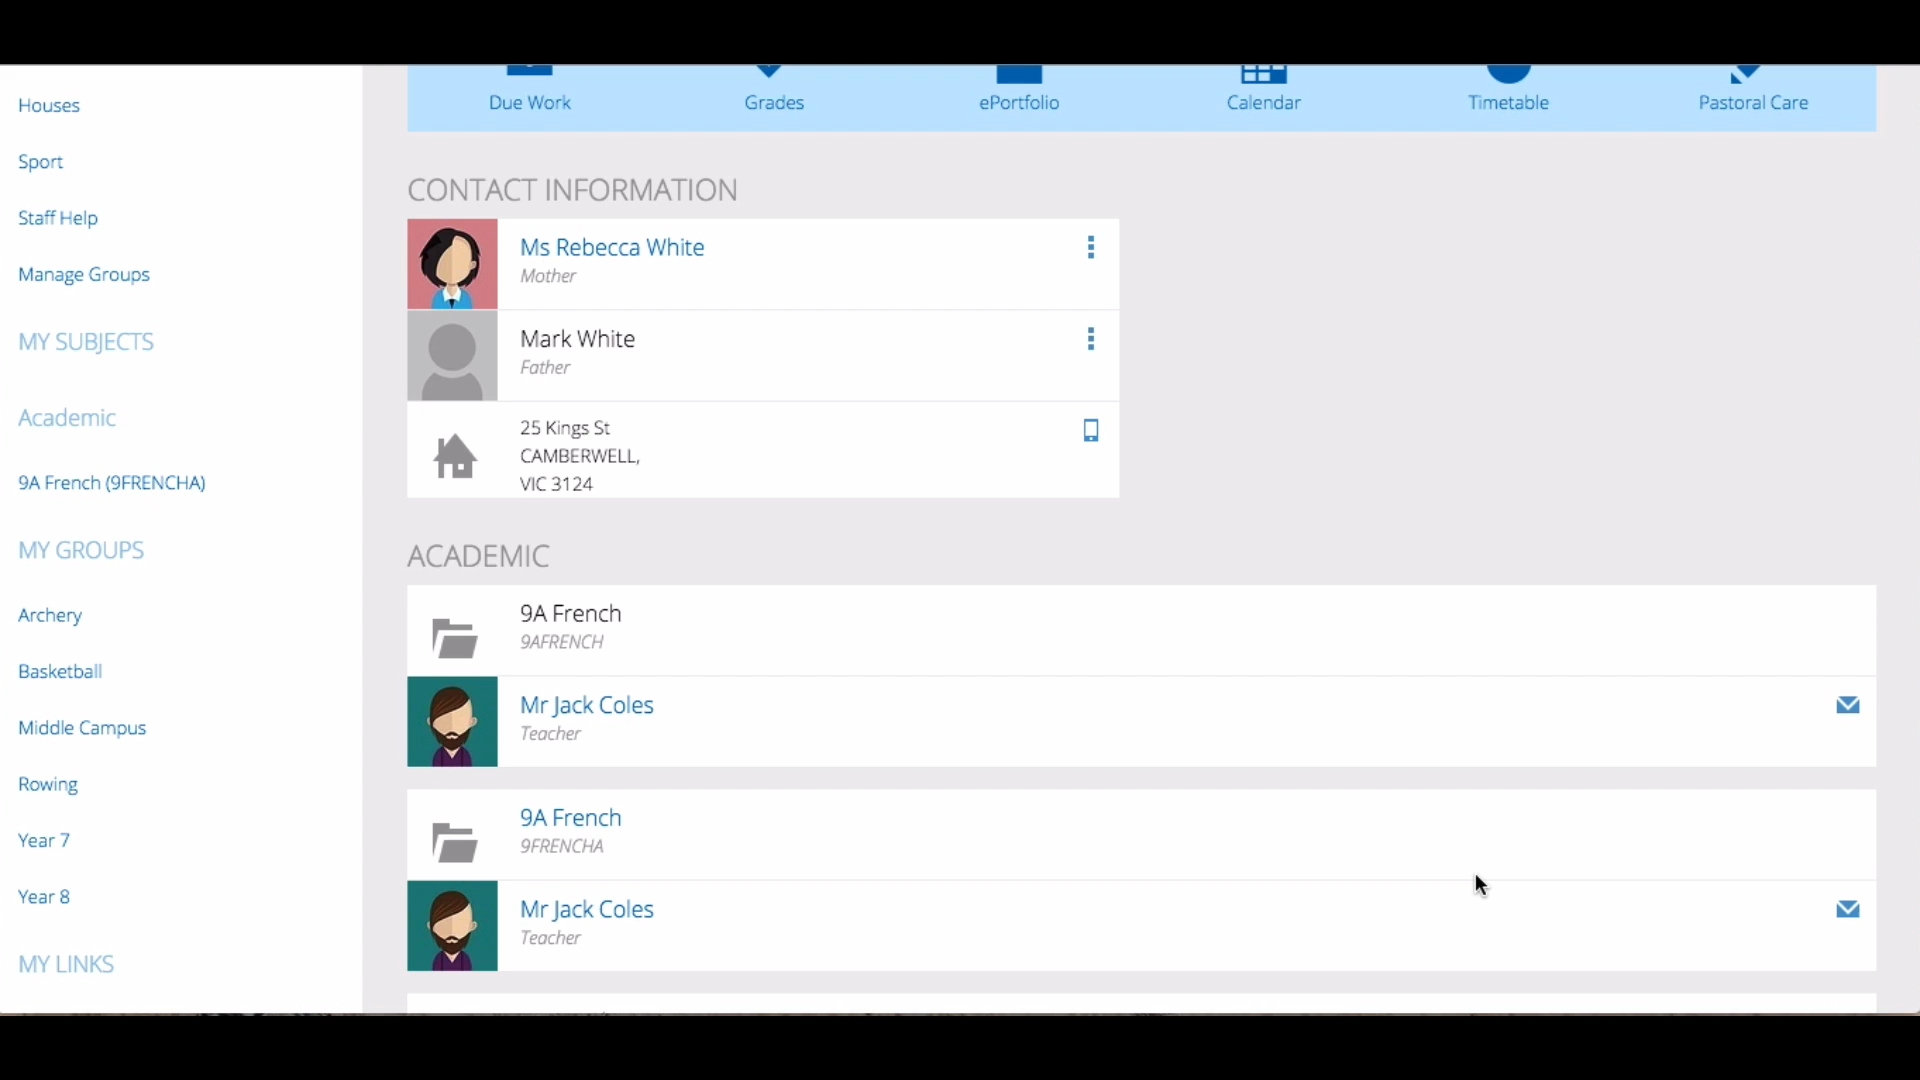 Due Work
Grades
ePortfolio
Calendar
Timetable
Pastoral Care
Houses
Sport
Staff Help
Manage Groups
MY SUBJECTS
Academic
9A French (9FRENCHA)
MY GROUPS
Archery
Basketball
Middle Campus
Rowing
Year 7
Year 8
MY LINKS
CONTACT INFORMATION
Ms Rebecca White
Mother
Mark White
Father
25 Kings St
CAMBERWELL,
VIC 3124
ACADEMIC
9A French
9AFRENCH
Mr Jack Coles
Teacher
9A French
9FRENCHA
Mr Jack Coles
Teacher